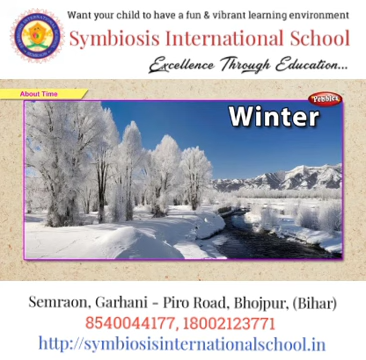 Want your child to have a fun & vibrant learning environment
Symbiosis International School
Excellence Through Education...
About Time
Pebbles
Winter
Semraon, Garhani - Piro Road, Bhojpur, (Bihar)
8540044177, 18002123771
http://symbiosisinternationalschool.in